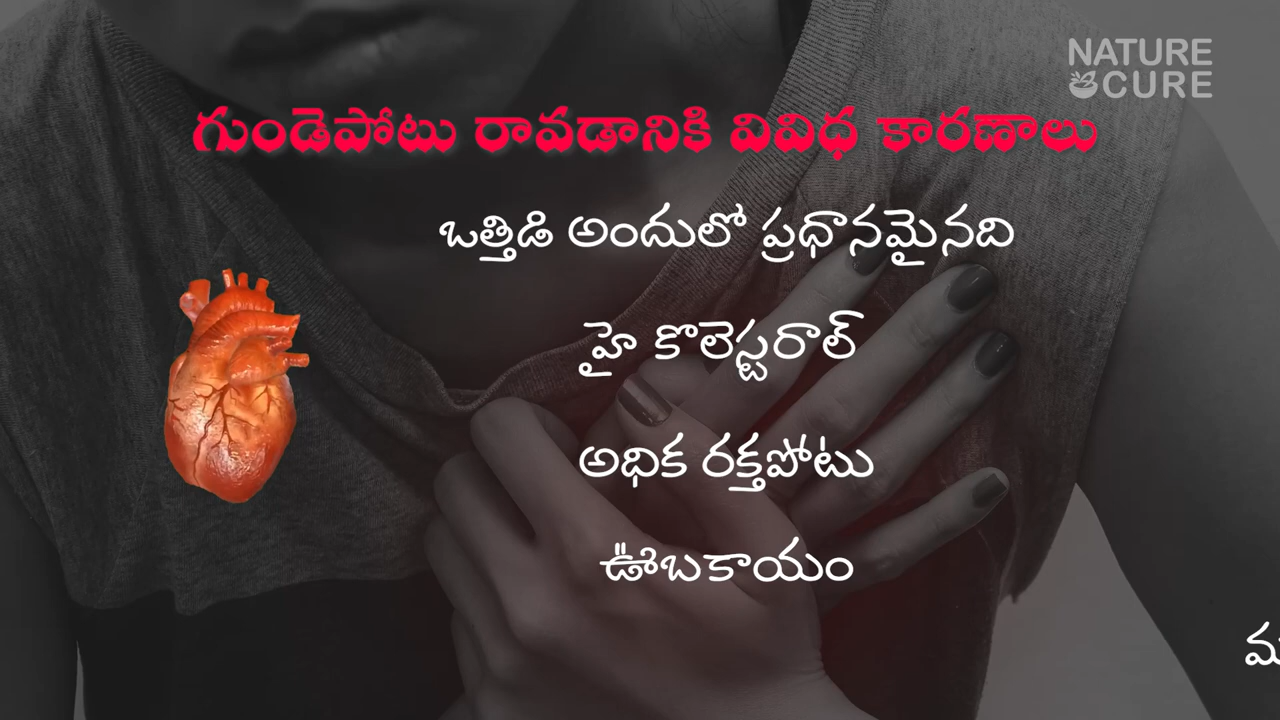 NATURE
CURE
గుండెపోటు రావడానికి వివిధ కారణాలు
ఒత్తిడి అందులో ప్రధానమైనది
హై కొలెస్టరాల్
అధిక రక్తపోటు
ఊబకాయం